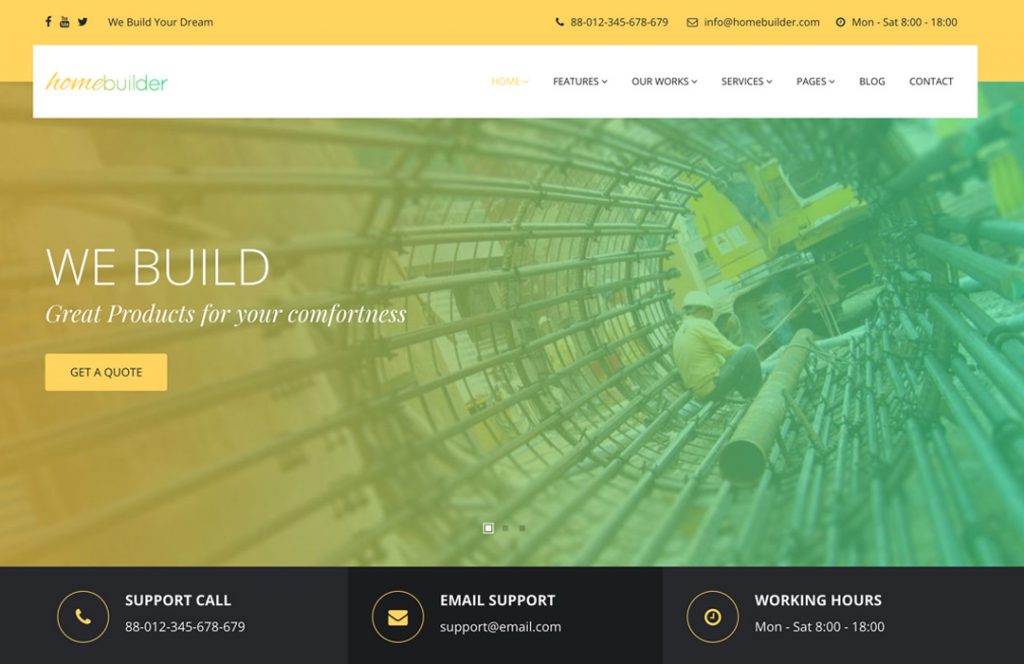 We Build Your Dream
88-012-345-678-679
info@homebuilder.com
Mon - Sat 8:00 - 18:00
homebuilder
HOME
FEATURES
OUR WORKS
SERVICES
PAGES
BLOG
CONTACT
WE BUILD
Great Products for your comfortness
GET A QUOTE
SUPPORT CALL
88-012-345-678-679
EMAIL SUPPORT
support@email.com
WORKING HOURS
Mon - Sat 8:00 - 18:00